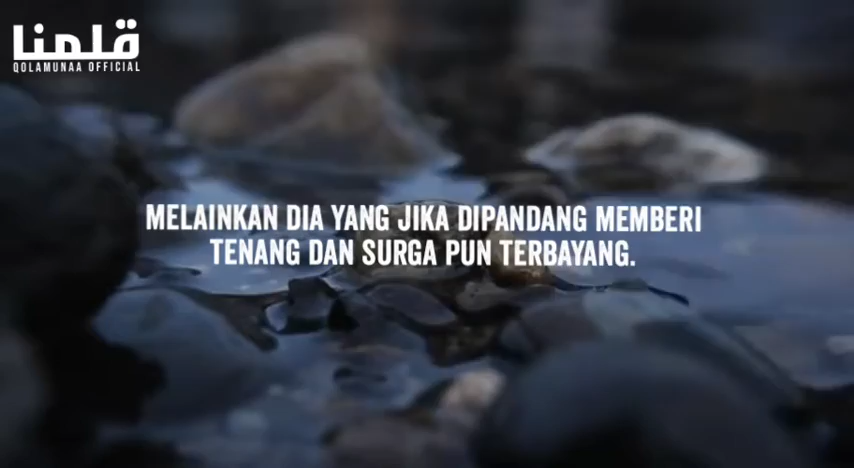 قلمنا
QOLAMUNAA OFFICIAL
MELAINKAN DIA YANG JIKA DIPANDANG MEMBERI
TENANG DAN SURGA PUN TERBAYANG.